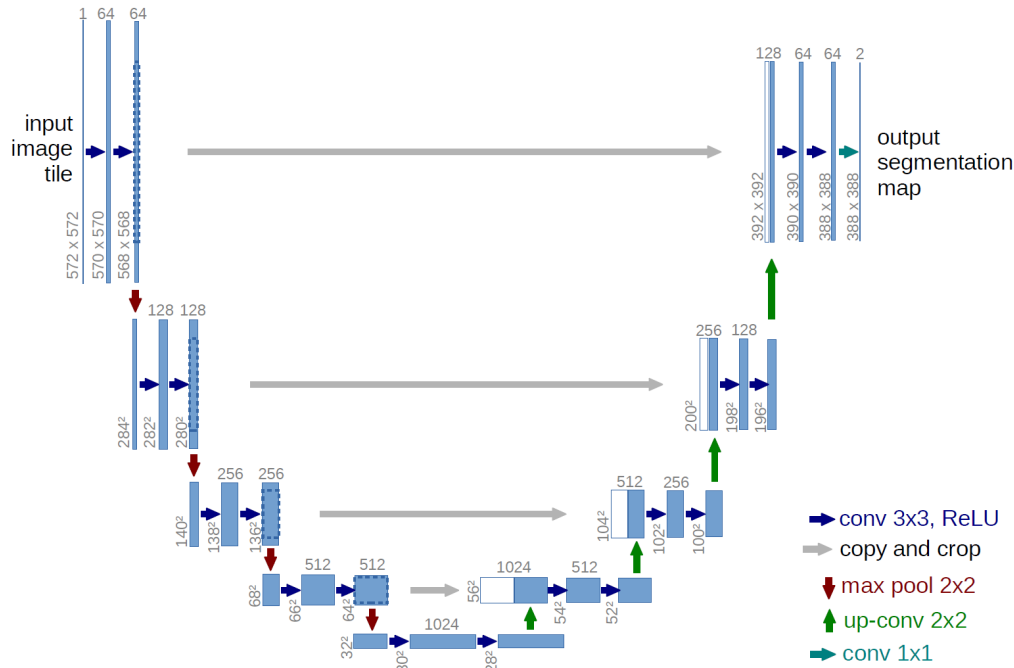 1 64 64
128 64 64 2
input
image
tile
output
segmentation
map
572 x 572
570 x 570
568 x 568
392 x 392
390 x 390
388 x 388
388 x 388
128 128
256 128
284²
282²
280²
200²
198²
196²
256 256
512 256
140²
138²
136²
104²
102²
100²
512 512
1024 512
68²
66²
64²
56²
54²
52²
1024
32²
conv 3x3, ReLU
copy and crop
max pool 2x2
up-conv 2x2
conv 1x1